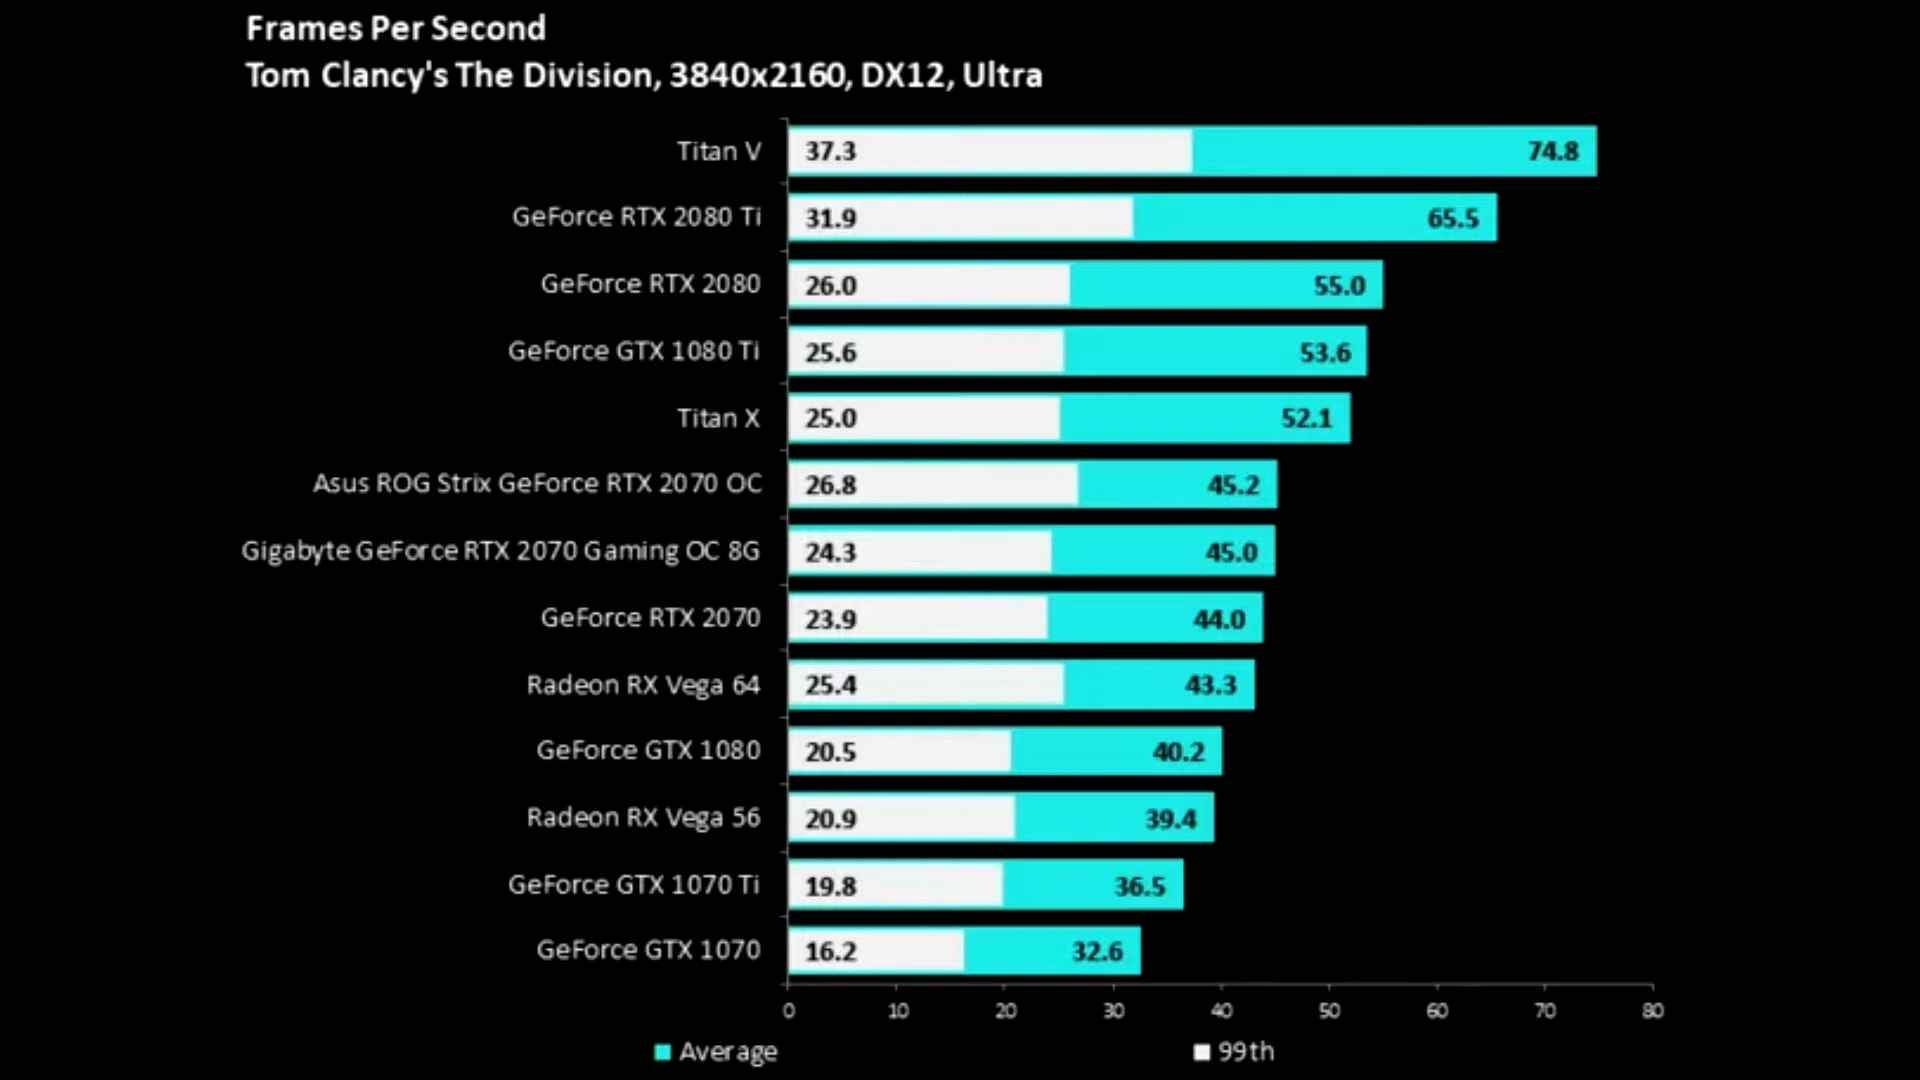 Frames Per Second
Tom Clancy's The Division, 3840x2160, DX12, Ultra
Titan V 37.3 74.8
GeForce RTX 2080 Ti 31.9 65.5
GeForce RTX 2080 26.0 55.0
GeForce GTX 1080 Ti 25.6 53.6
Titan X 25.0 52.1
Asus ROG Strix GeForce RTX 2070 OC 26.8 45.2
Gigabyte GeForce RTX 2070 Gaming OC 8G 24.3 45.0
GeForce RTX 2070 23.9 44.0
Radeon RX Vega 64 25.4 43.3
GeForce GTX 1080 20.5 40.2
Radeon RX Vega 56 20.9 39.4
GeForce GTX 1070 Ti 19.8 36.5
GeForce GTX 1070 16.2 32.6
0 10 20 30 40 50 60 70 80
Average 99th